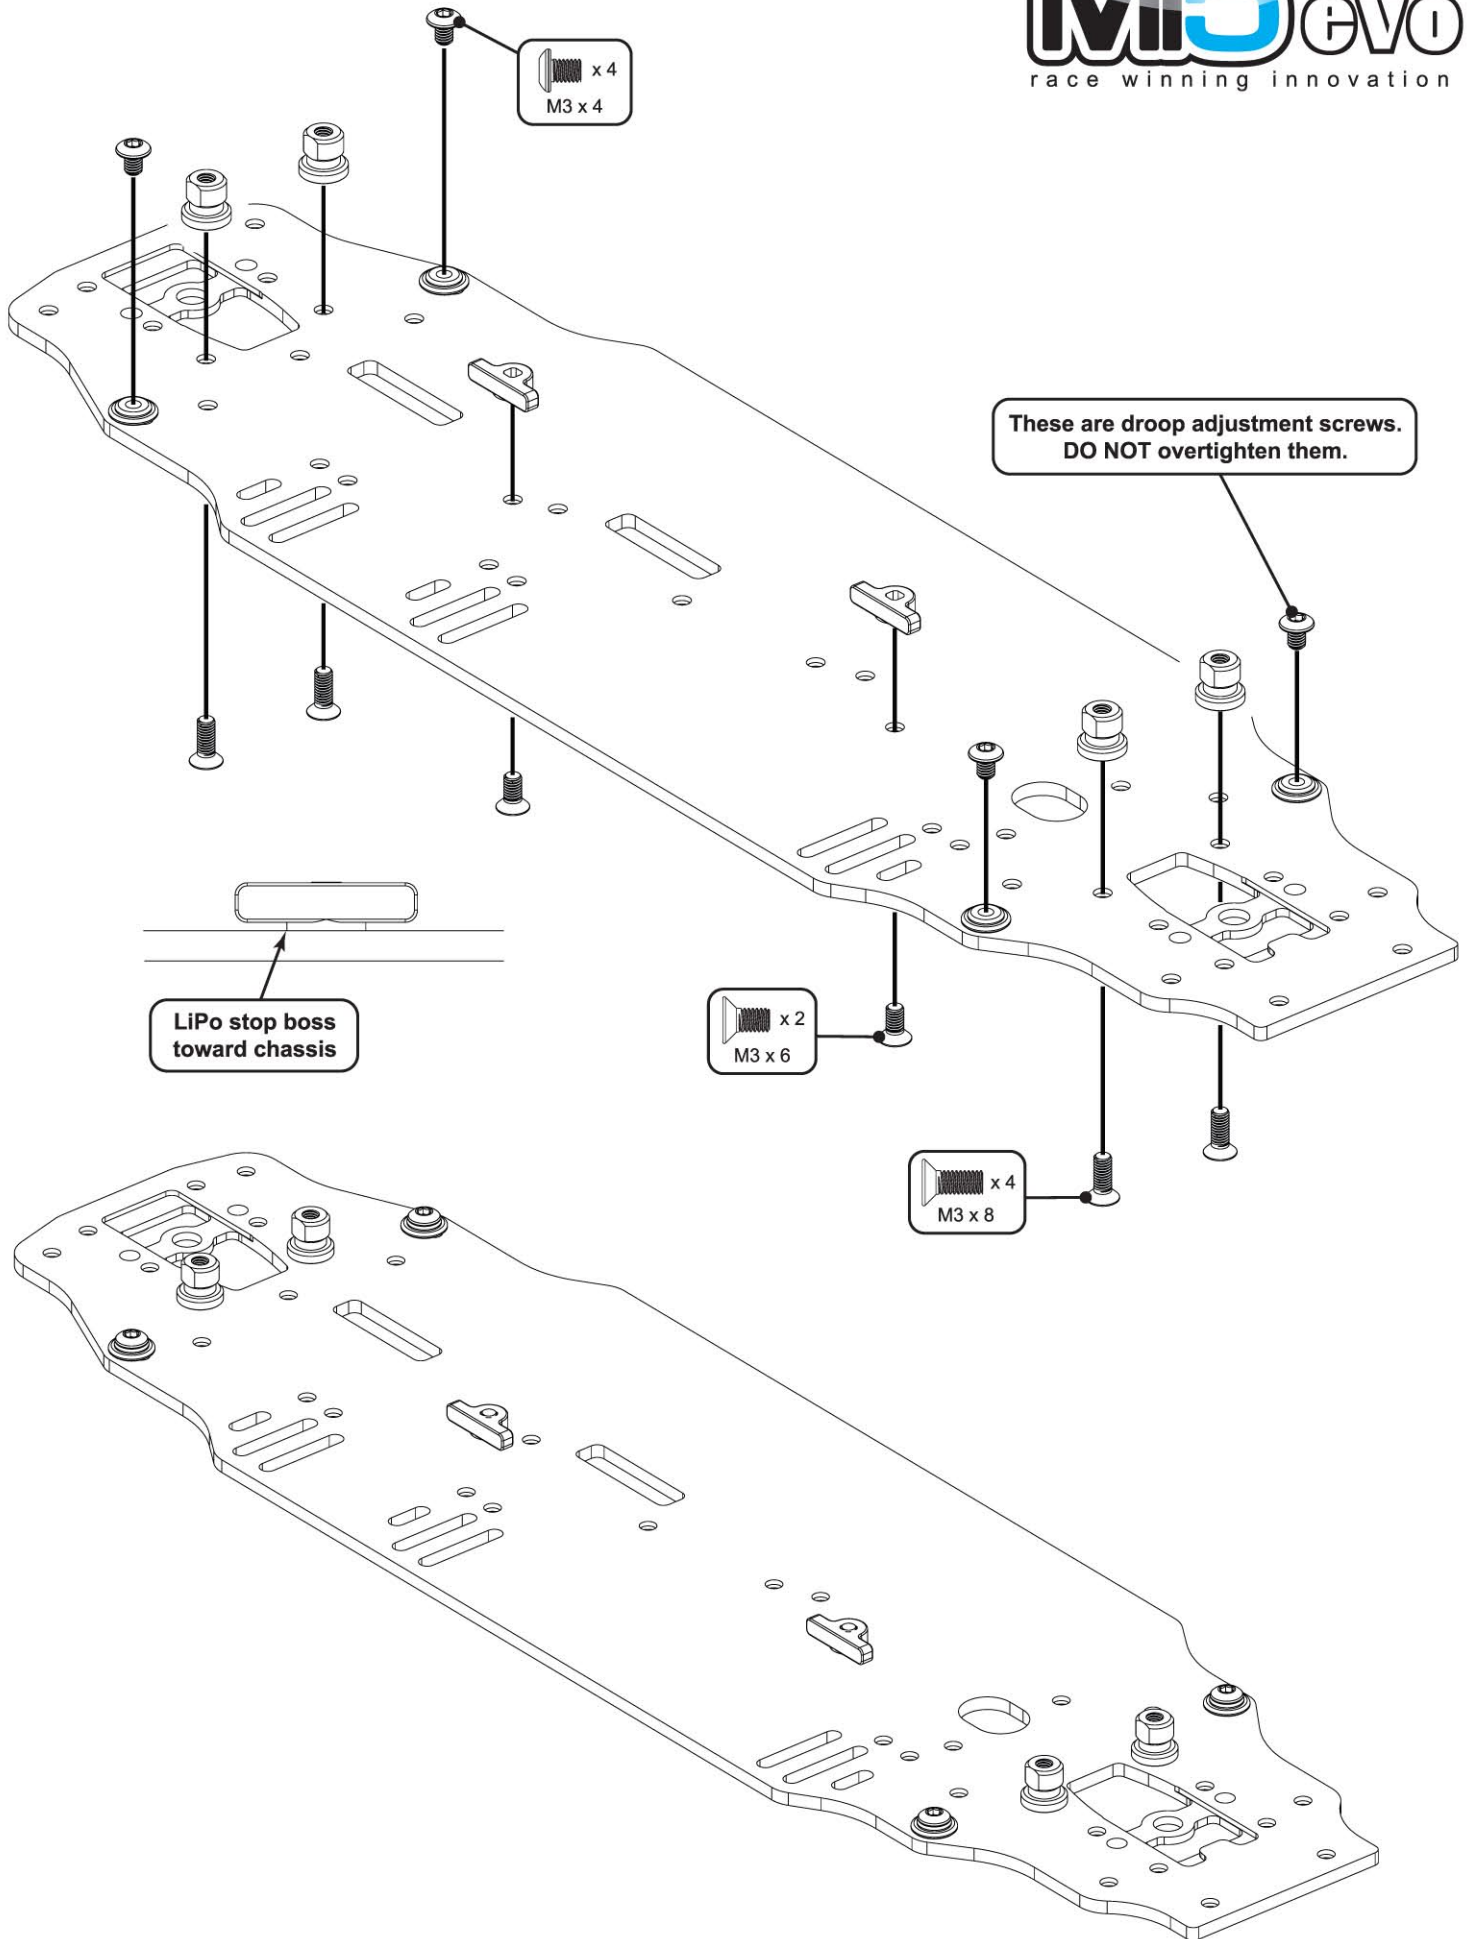 evo
race winning innovation
x 4
M3 x 4
These are droop adjustment screws.
DO NOT overtighten them.
LiPo stop boss
toward chassis
x 2
M3 x 6
x 4
M3 x 8